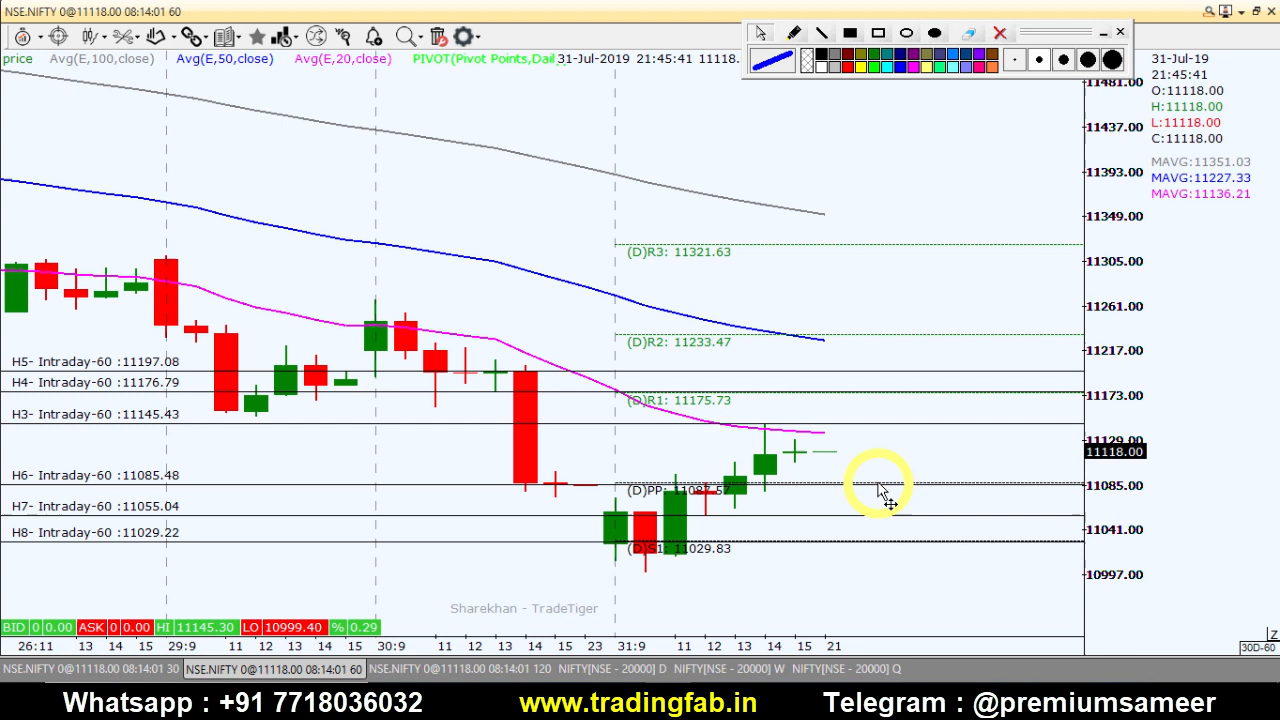 NSE.NIFTY 0@11118.00 08:14:01 60
price Avg(E,100,close) Avg(E,50,close) Avg(E,20,close) PIVOT(Pivot Points,Dail 31-Jul-2019 21:45:41 11118.
31-Jul-19
21:45:41
O:11118.00
H:11118.00
L:11118.00
C:11118.00
MAVG:11351.03
MAVG:11227.33
MAVG:11136.21
11481.00
11437.00
11393.00
11349.00
11305.00
11261.00
11217.00
11173.00
11129.00
11118.00
11085.00
11041.00
10997.00
(D)R3: 11321.63
(D)R2: 11233.47
(D)R1: 11175.73
(D)PP: 11087.57
(D)S1: 11029.83
H5- Intraday-60 :11197.08
H4- Intraday-60 :11176.79
H3- Intraday-60 :11145.43
H6- Intraday-60 :11085.48
H7- Intraday-60 :11055.04
H8- Intraday-60 :11029.22
Sharekhan - TradeTiger
BID 0 0.00 ASK 0 0.00 HI 11145.30 LO 10999.40 % 0.29
26:11 13 14 15 29:9 11 12 13 14 15 30:9 11 12 13 14 15 23 31:9 11 12 13 14 15 21
Z
30D-60
NSE.NIFTY 0@11118.00 08:14:01 30 NSE.NIFTY 0@11118.00 08:14:01 60 NSE.NIFTY 0@11118.00 08:14:01 120 NIFTY[NSE - 20000] D NIFTY[NSE - 20000] W NIFTY[NSE - 20000] Q
Whatsapp : +91 7718036032 www.tradingfab.in Telegram : @premiumsameer